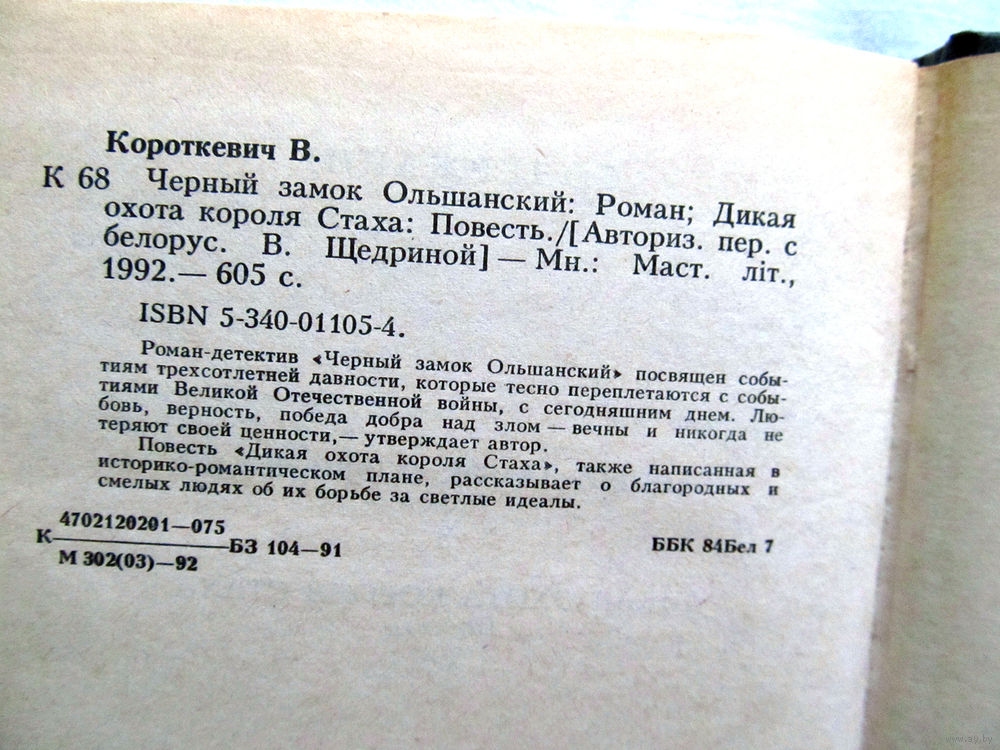 Короткевич В.
К 68 Черный замок Ольшанский: Роман; Дикая
охота короля Стаха: Повесть./[Авториз. пер. с
белорус. В. Щедриной] — Мн.: Маст. літ.,
1992.— 605 с.
ISBN 5-340-01105-4.
Роман-детектив «Черный замок Ольшанский» посвящен собы-
тиям трехсотлетней давности, которые тесно переплетаются с собы-
тиями Великой Отечественной войны, с сегодняшним днем. Лю-
бовь, верность, победа добра над злом — вечны и никогда не
теряют своей ценности,— утверждает автор.
Повесть «Дикая охота короля Стаха», также написанная в
историко-романтическом плане, рассказывает о благородных и
смелых людях об их борьбе за светлые идеалы.
4702120201—075
К БЗ 104—91 ББК 84Бел 7
М 302(03)—92
www.ay.by